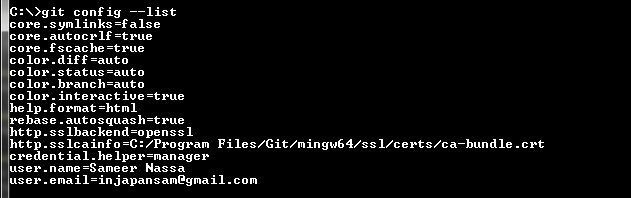 C:\>git config --list
core.symlinks=false
core.autocrlf=true
core.fscache=true
color.diff=auto
color.status=auto
color.branch=auto
color.interactive=true
help.format=html
rebase.autosquash=true
http.sslbackend=openssl
http.sslcainfo=C:/Program Files/Git/mingw64/ssl/certs/ca-bundle.crt
credential.helper=manager
user.name=Sameer Nassa
user.email=injapansam@gmail.com